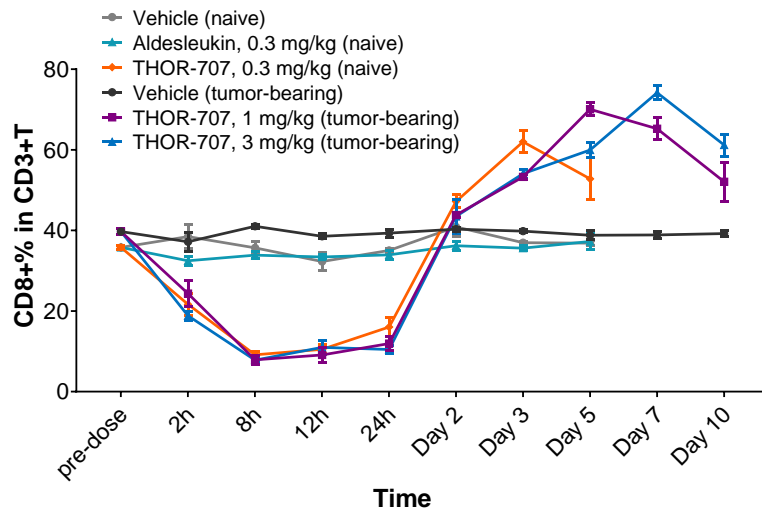 Vehicle (naive)
Aldesleukin, 0.3 mg/kg (naive)
THOR-707, 0.3 mg/kg (naive)
Vehicle (tumor-bearing)
THOR-707, 1 mg/kg (tumor-bearing)
THOR-707, 3 mg/kg (tumor-bearing)
CD8+% in CD3+T
80
60
40
20
0
pre-dose
2h
8h
12h
24h
Day 2
Day 3
Day 5
Day 7
Day 10
Time